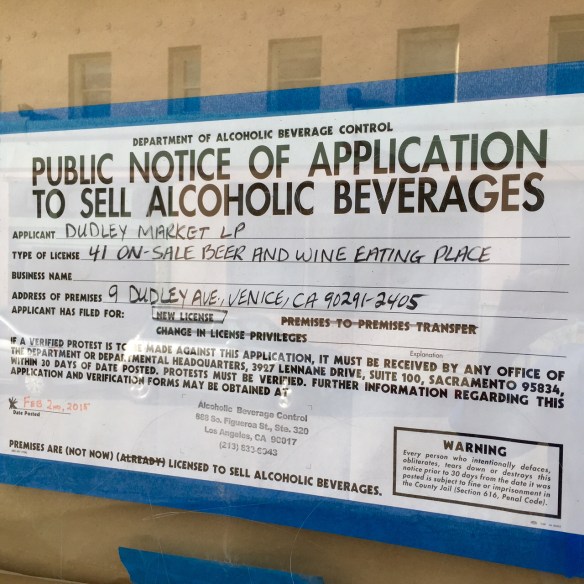 DEPARTMENT OF ALCOHOLIC BEVERAGE CONTROL
PUBLIC NOTICE OF APPLICATION
TO SELL ALCOHOLIC BEVERAGES
APPLICANT DUDLEY MARKET LP
TYPE OF LICENSE 41 ON-SALE BEER AND WINE EATING PLACE
BUSINESS NAME
ADDRESS OF PREMISES 9 DUDLEY AVE., VENICE, CA 90291-2405
APPLICANT HAS FILED FOR: NEW LICENSE PREMISES TO PREMISES TRANSFER
CHANGE IN LICENSE PRIVILEGES
Explanation
IF A VERIFIED PROTEST IS TO BE MADE AGAINST THIS APPLICATION, IT MUST BE RECEIVED BY ANY OFFICE OF
THE DEPARTMENT OR DEPARTMENTAL HEADQUARTERS, 3927 LENNANE DRIVE, SUITE 100, SACRAMENTO 95834,
WITHIN 30 DAYS OF DATE POSTED. PROTESTS MUST BE VERIFIED. FURTHER INFORMATION REGARDING THIS
APPLICATION AND VERIFICATION FORMS MAY BE OBTAINED AT
FEB 2nd, 2015
Date Posted
Alcoholic Beverage Control
888 So. Figueroa St., Ste. 320
Los Angeles, CA 90017
(213) 833-6043
PREMISES ARE (NOT NOW) (ALREADY) LICENSED TO SELL ALCOHOLIC BEVERAGES.
WARNING
Every person who intentionally defaces,
obliterates, tears down or destroys this
notice prior to 30 days from the date it was
posted is subject to fine or imprisonment in
the County Jail (Section 616, Penal Code).